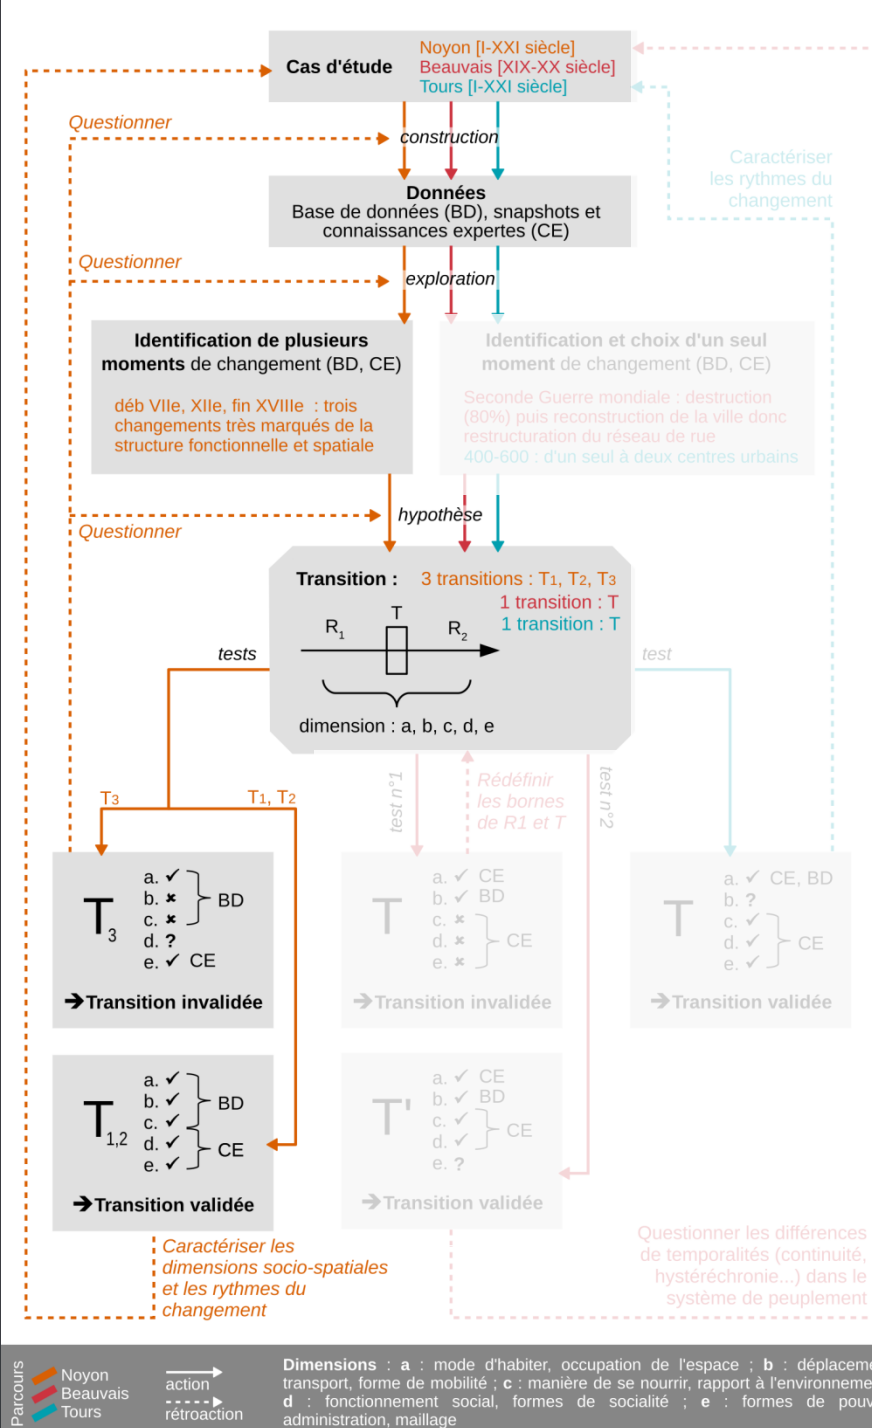 Cas d'étude
Noyon [I-XXI siècle]
Beauvais [XIX-XX siècle]
Tours [I-XXI siècle]
Questionner
construction
Caractériser
les rythmes du
changement
Données
Base de données (BD), snapshots et
connaissances expertes (CE)
Questionner
exploration
Identification de plusieurs
moments de changement (BD, CE)
déb VIIe, XIIe, fin XVIIIe : trois
changements très marqués de la
structure fonctionnelle et spatiale
Identification et choix d'un seul
moment de changement (BD, CE)
Seconde Guerre mondiale : destruction
(80%) puis reconstruction de la ville donc
restructuration du réseau de rue
400-600 : d'un seul à deux centres urbains
Questionner
hypothèse
Transition :
3 transitions : T1, T2, T3
1 transition : T
1 transition : T
R1
T
R2
dimension : a, b, c, d, e
tests
test
T3
T1, T2
test n°1
Rédéfinir
les bornes
de R1 et T
test n°2
T3
a. ✓
b. ✖
c. ✖
BD
d. ?
e. ✓ CE
➔Transition invalidée
T
a. ✓ CE
b. ✓ BD
c. ✖
d. ✖
e. ✖
CE
➔Transition invalidée
T
a. ✓ CE, BD
b. ?
c. ✓
d. ✓
e. ✓
CE
➔Transition validée
T1,2
a. ✓
b. ✓
c. ✓
BD
d. ✓
e. ✓
CE
➔Transition validée
T'
a. ✓ CE
b. ✓ BD
c. ✓
d. ✓
CE
e. ?
➔Transition validée
Caractériser les
dimensions socio-spatiales
et les rythmes du
changement
Questionner les différences
de temporalités (continuité,
hystéréchronie...) dans le
système de peuplement
Parcours
Noyon
Beauvais
Tours
action
rétroaction
Dimensions : a : mode d'habiter, occupation de l'espace ; b : déplaceme
transport, forme de mobilité ; c : manière de se nourrir, rapport à l'environneme
d : fonctionnement social, formes de socialité ; e : formes de pouv
administration, maillage